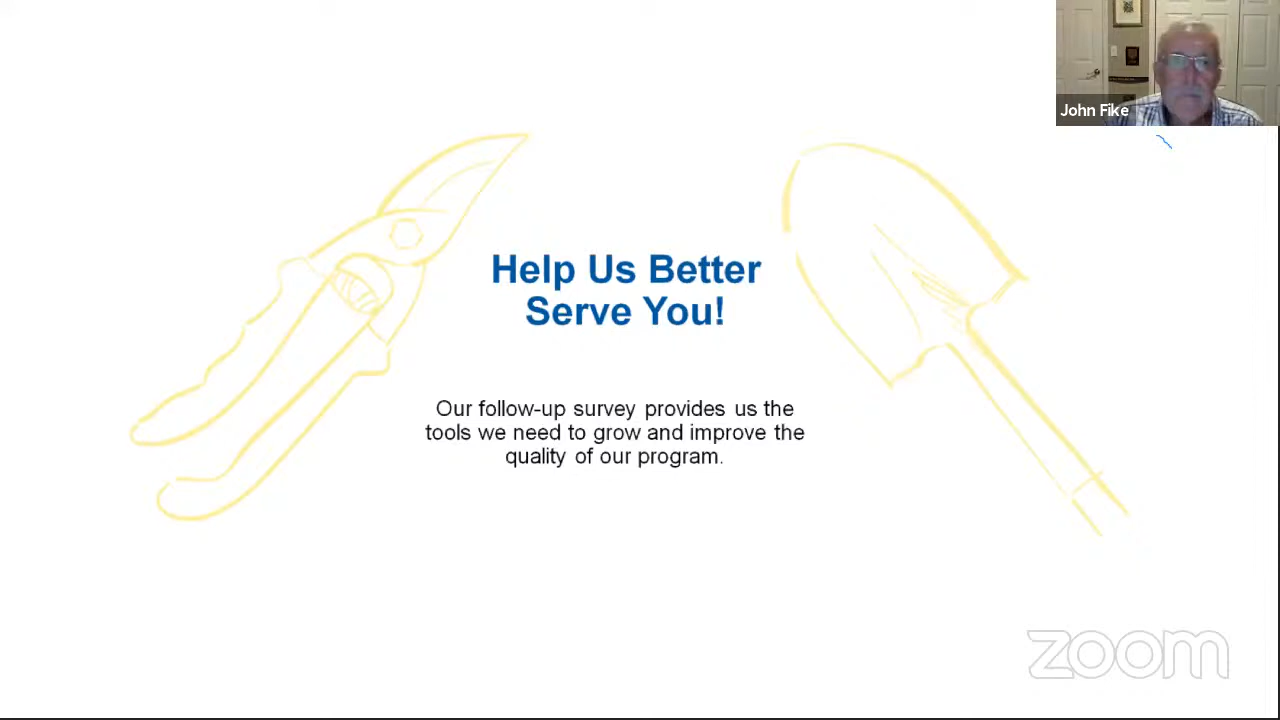 John Fike
Help Us Better
Serve You!
Our follow-up survey provides us the
tools we need to grow and improve the
quality of our program.
zoom